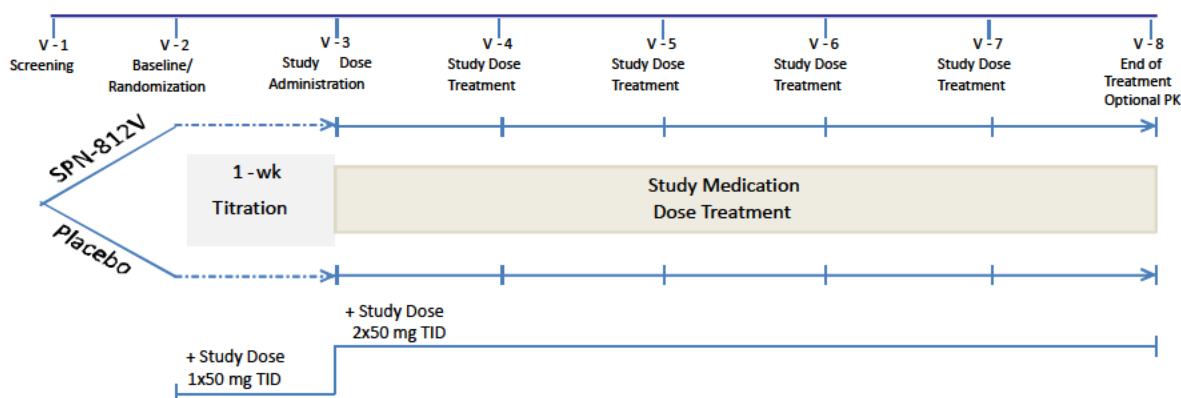 V - 1
Screening
V - 2
Baseline/
Randomization
V - 3
Study Dose
Administration
V - 4
Study Dose
Treatment
V - 5
Study Dose
Treatment
V - 6
Study Dose
Treatment
V - 7
Study Dose
Treatment
V - 8
End of
Treatment
Optional PK
SPN-812V
Placebo
1 - wk
Titration
Study Medication
Dose Treatment
+ Study Dose
2x50 mg TID
+ Study Dose
1x50 mg TID